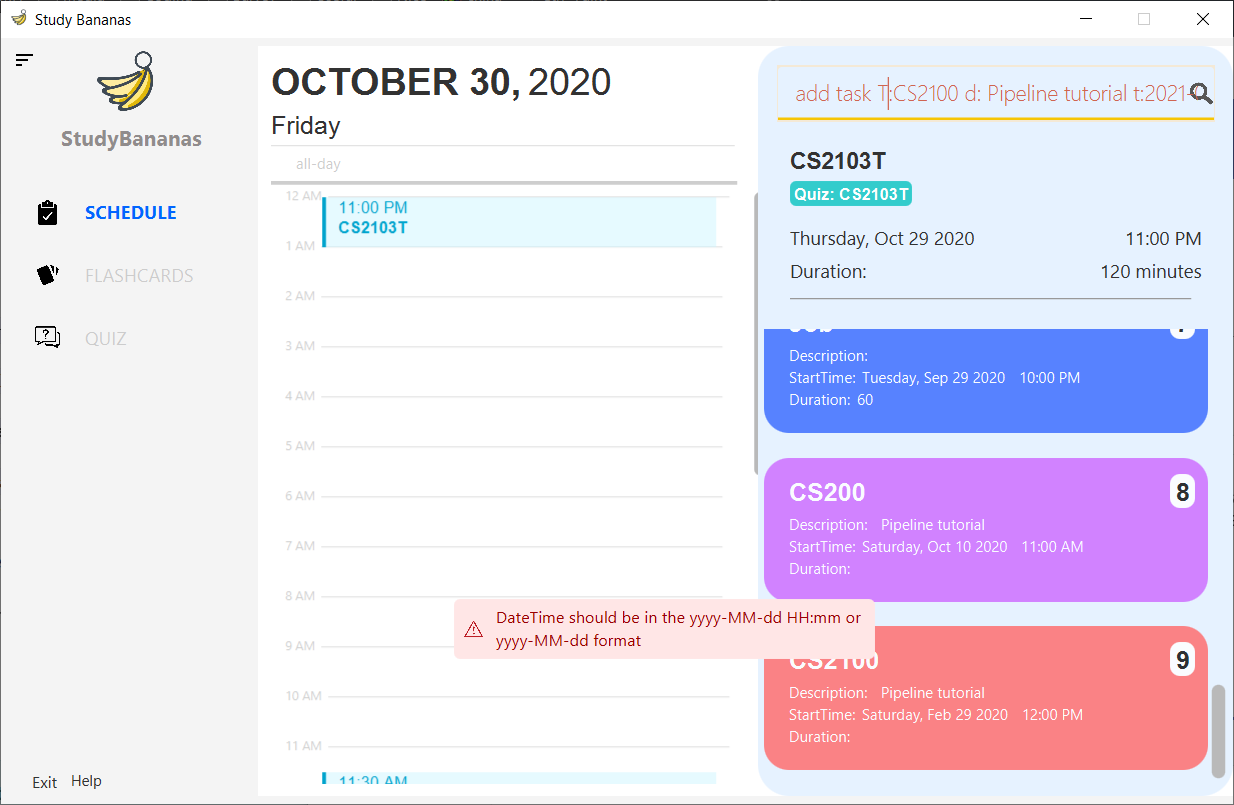 Study Bananas
StudyBananas
SCHEDULE
FLASHCARDS
QUIZ
Exit Help
OCTOBER 30, 2020
Friday
all-day
12 AM
11:00 PM
CS2103T
1 AM
2 AM
3 AM
4 AM
5 AM
6 AM
7 AM
8 AM
9 AM
10 AM
11 AM
11:30 AM
DateTime should be in the yyyy-MM-dd HH:mm or
yyyy-MM-dd format
add task T:CS2100 d: Pipeline tutorial t:2021-
CS2103T
Quiz: CS2103T
Thursday, Oct 29 2020 11:00 PM
Duration: 120 minutes
Description:
StartTime: Tuesday, Sep 29 2020 10:00 PM
Duration: 60
CS200 8
Description: Pipeline tutorial
StartTime: Saturday, Oct 10 2020 11:00 AM
Duration:
CS2100 9
Description: Pipeline tutorial
StartTime: Saturday, Feb 29 2020 12:00 PM
Duration: